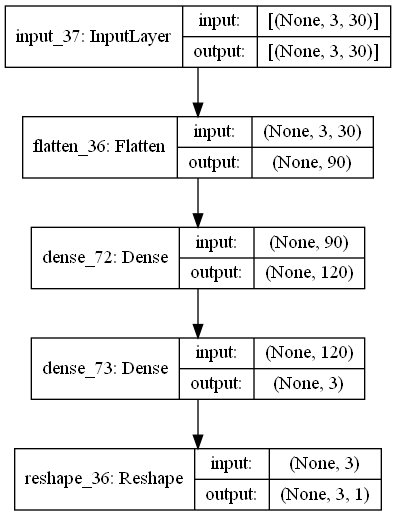 input_37: InputLayer
input: [(None, 3, 30)]
output: [(None, 3, 30)]
flatten_36: Flatten
input: (None, 3, 30)
output: (None, 90)
dense_72: Dense
input: (None, 90)
output: (None, 120)
dense_73: Dense
input: (None, 120)
output: (None, 3)
reshape_36: Reshape
input: (None, 3)
output: (None, 3, 1)